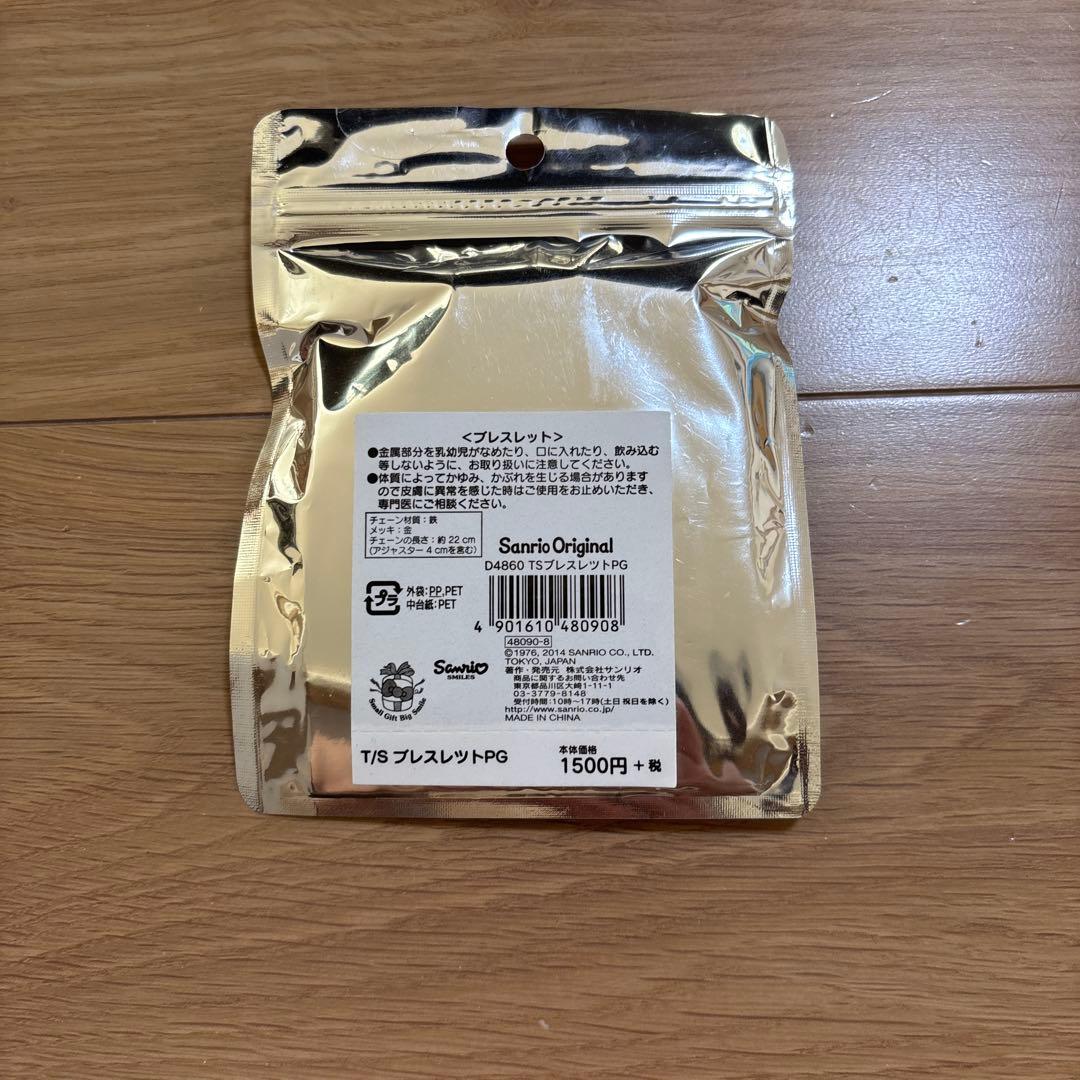 ＜ブレスレット＞
●金属部分を乳幼児がなめたり、口に入れたり、飲み込む
等しないように、お取り扱いに注意してください。
●体質によってかゆみ、かぶれを生じる場合があります
ので皮膚に異常を感じた時はご使用をお止めいただき、
専門医にご相談ください。
チェーン材質：鉄
メッキ：金
チェーンの長さ：約22cm
(アジャスター4cmを含む)
Sanrio Original
D4860 TSブレスレツトPG
プラ
外袋:PP,PET
中台紙:PET
4 901610 480908
48090-8
©1976, 2014 SANRIO CO., LTD.
TOKYO, JAPAN
著作・発売元 株式会社サンリオ
商品に関するお問い合わせ先
東京都品川区大崎1-11-1
03-3779-8148
受付時間：10時～17時(土日祝日を除く)
http://www.sanrio.co.jp/
MADE IN CHINA
Small Gift Big Smile
Sanrio
SMILES
T/S ブレスレツトPG
本体価格
1500円＋税